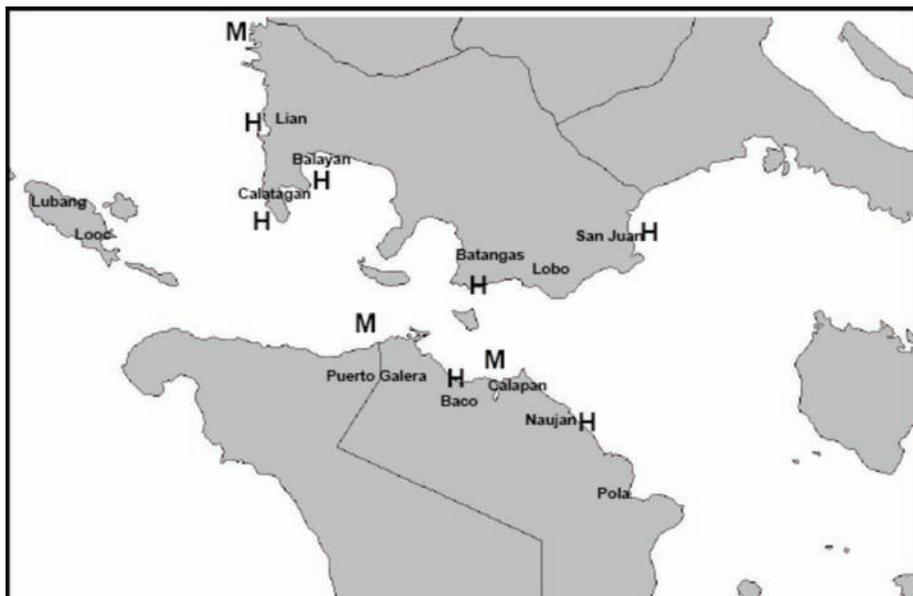 M
H Lian
Balayan
H
Calatagan
H
Lubang
Looc
San Juan H
Batangas
Lobo
H
M
M
Puerto Galera
H
Calapan
Baco
Naujan H
Pola